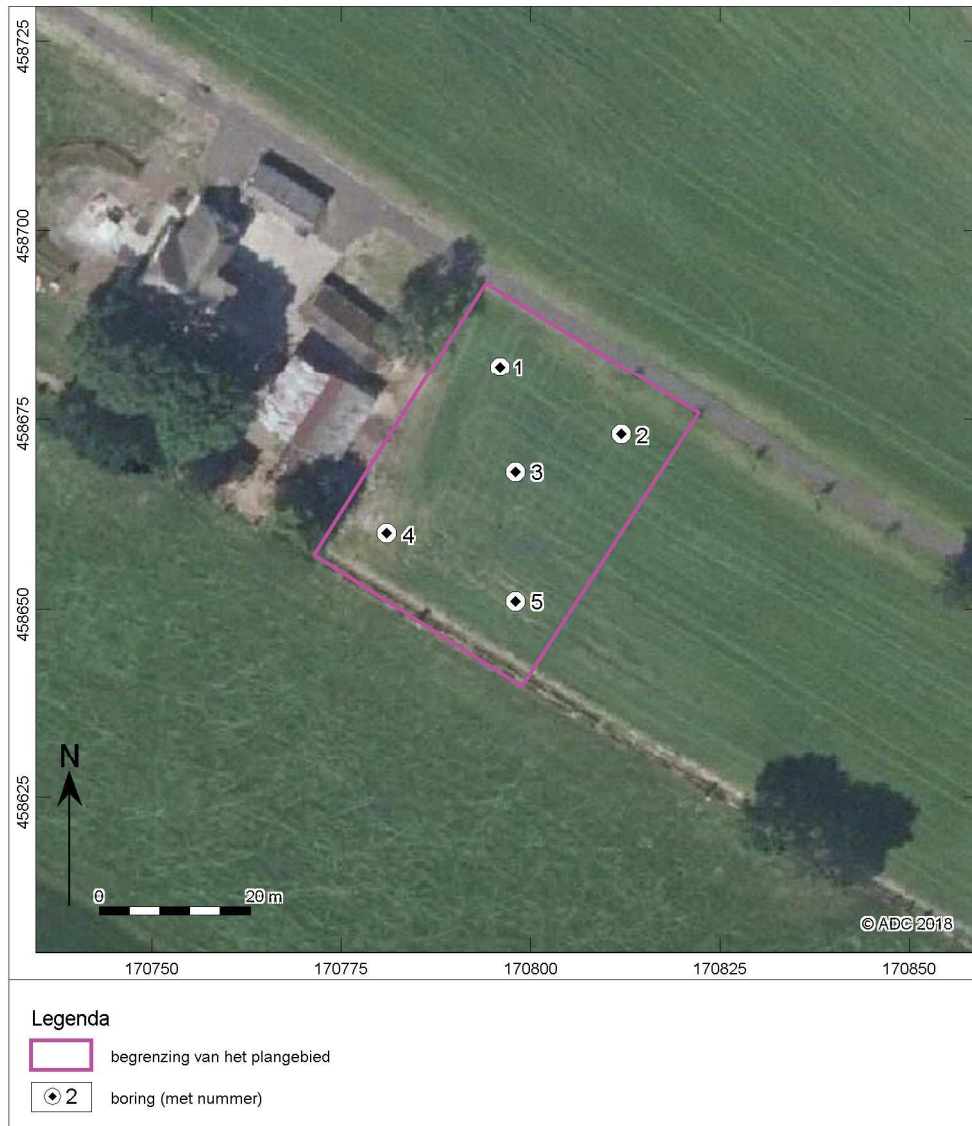 458725
458700
458675
458650
458625
1
2
3
4
5
N
0 20 m
© ADC 2018
170750 170775 170800 170825 170850
Legenda
begrenzing van het plangebied
2 boring (met nummer)